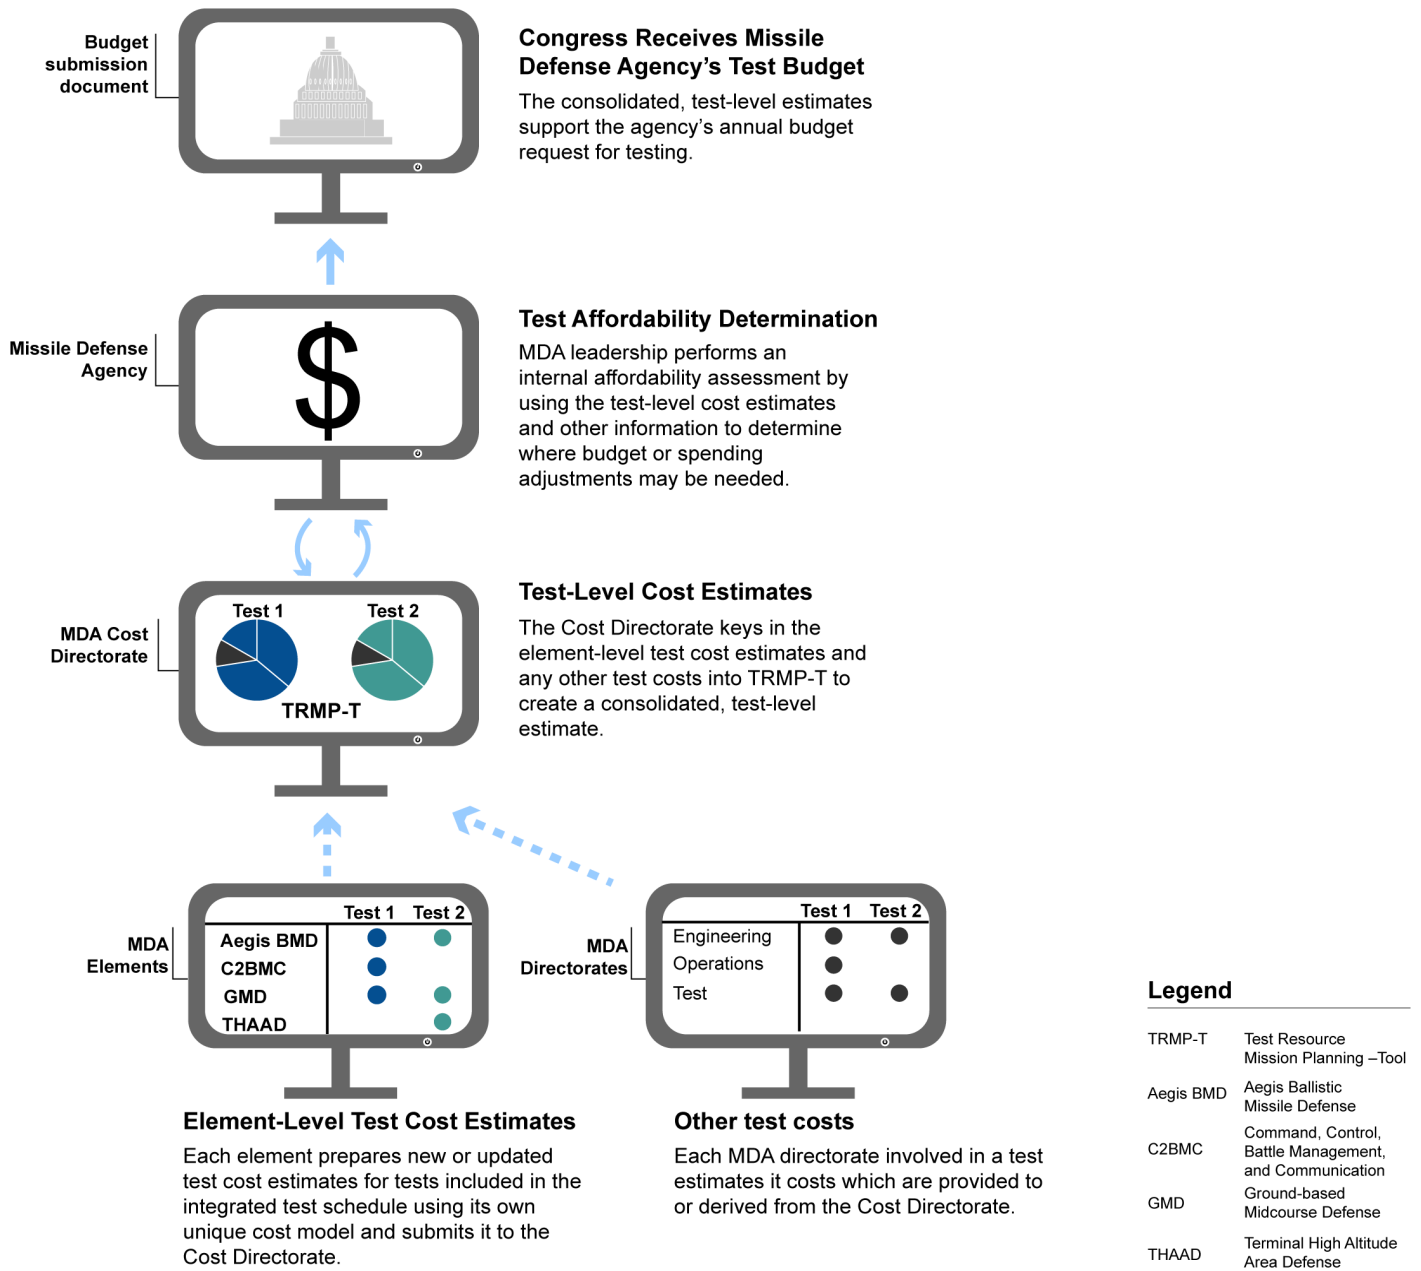 Budget
submission
document
Congress Receives Missile
Defense Agency's Test Budget
The consolidated, test-level estimates
support the agency's annual budget
request for testing.
Missile Defense
Agency
$
Test Affordability Determination
MDA leadership performs an
internal affordability assessment by
using the test-level cost estimates
and other information to determine
where budget or spending
adjustments may be needed.
MDA Cost
Directorate
Test 1 Test 2
TRMP-T
Test-Level Cost Estimates
The Cost Directorate keys in the
element-level test cost estimates and
any other test costs into TRMP-T to
create a consolidated, test-level
estimate.
MDA
Elements
Test 1 Test 2
Aegis BMD
C2BMC
GMD
THAAD
Element-Level Test Cost Estimates
Each element prepares new or updated
test cost estimates for tests included in the
integrated test schedule using its own
unique cost model and submits it to the
Cost Directorate.
MDA
Directorates
Test 1 Test 2
Engineering
Operations
Test
Other test costs
Each MDA directorate involved in a test
estimates it costs which are provided to
or derived from the Cost Directorate.
Legend
TRMP-T Test Resource
Mission Planning –Tool
Aegis BMD Aegis Ballistic
Missile Defense
C2BMC Command, Control,
Battle Management,
and Communication
GMD Ground-based
Midcourse Defense
THAAD Terminal High Altitude
Area Defense